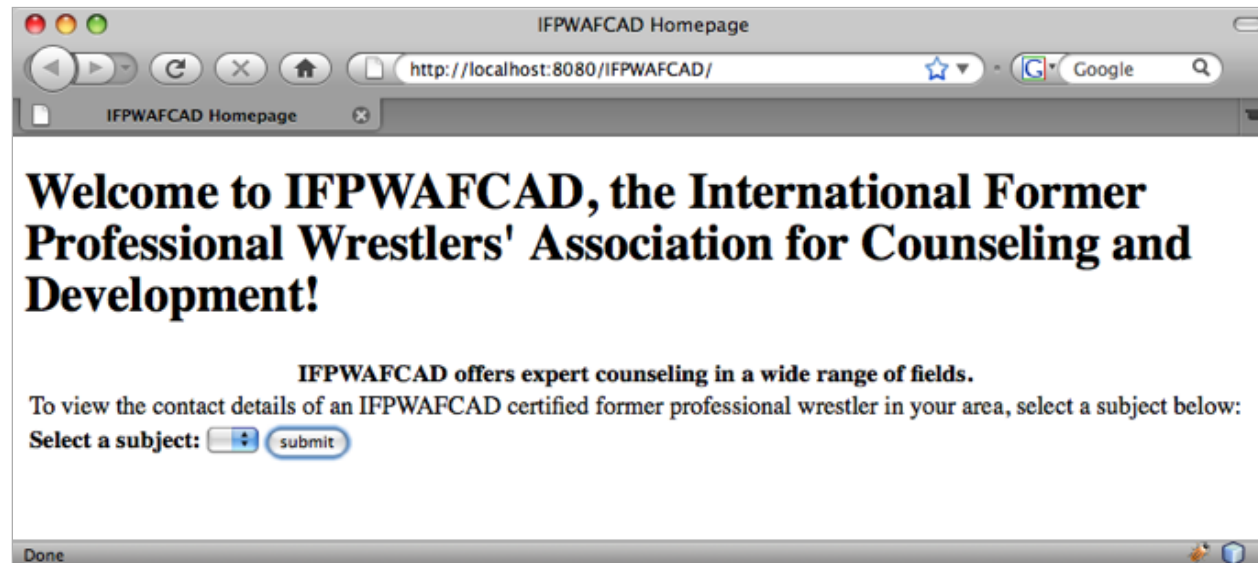 IFPWAFCAD Homepage
http://localhost:8080/IFPWAFCAD/
G
Google
IFPWAFCAD Homepage
Welcome to IFPWAFCAD, the International Former
Professional Wrestlers' Association for Counseling and
Development!
IFPWAFCAD offers expert counseling in a wide range of fields.
To view the contact details of an IFPWAFCAD certified former professional wrestler in your area, select a subject below:
Select a subject: submit
Done